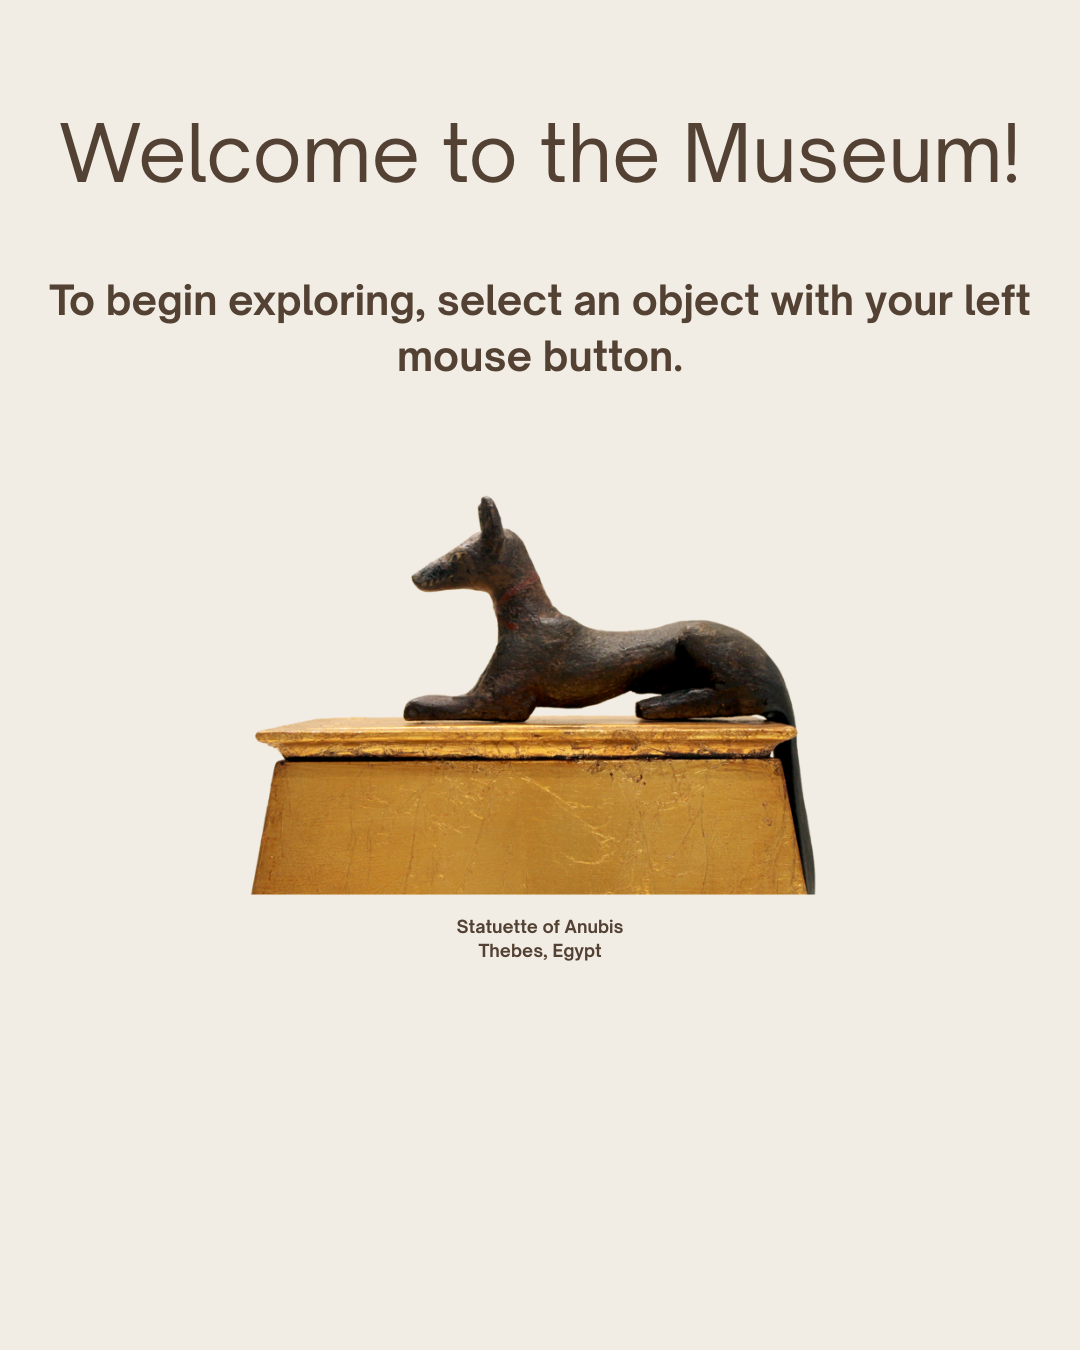 Welcome to the Museum!
To begin exploring, select an object with your left
mouse button.
Statuette of Anubis
Thebes, Egypt